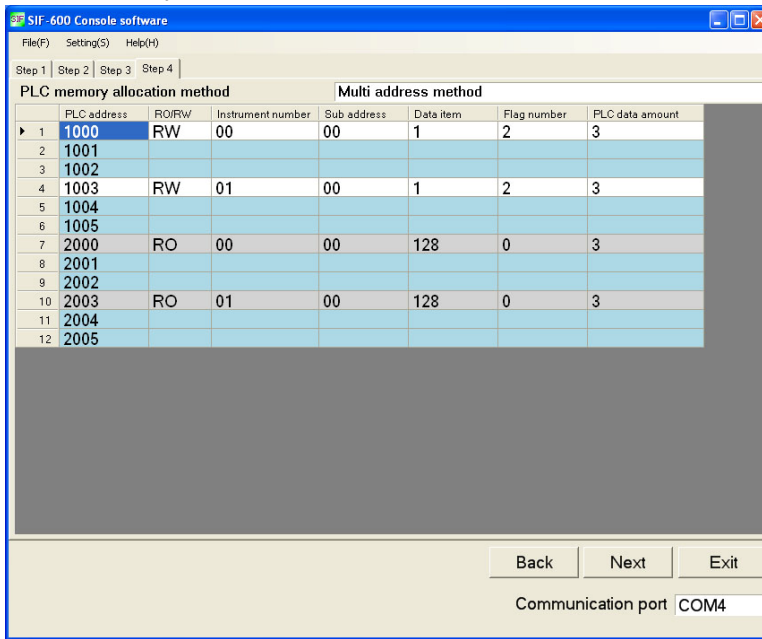 SIF SIF-600 Console software
File(F) Setting(S) Help(H)
Step 1 Step 2 Step 3 Step 4
PLC memory allocation method Multi address method
PLC address RO/RW Instrument number Sub address Data item Flag number PLC data amount
1 1000 RW 00 00 1 2 3
2 1001
3 1002
4 1003 RW 01 00 1 2 3
5 1004
6 1005
7 2000 RO 00 00 128 0 3
8 2001
9 2002
10 2003 RO 01 00 128 0 3
11 2004
12 2005
Back Next Exit
Communication port COM4